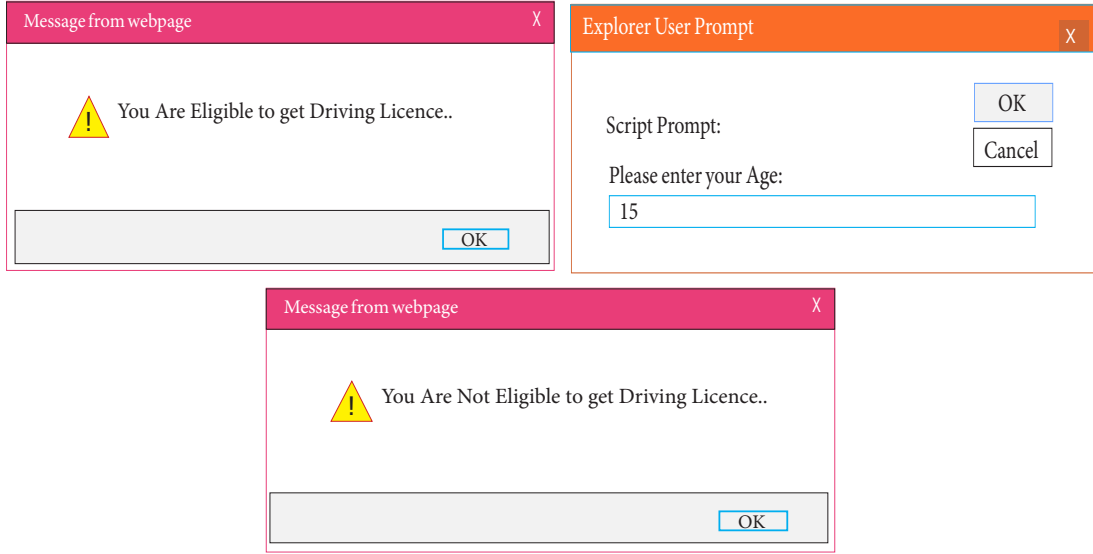 Message from webpage X
! You Are Eligible to get Driving Licence..
OK
Explorer User Prompt X
OK
Script Prompt:
Cancel
Please enter your Age:
15
Message from webpage X
! You Are Not Eligible to get Driving Licence..
OK